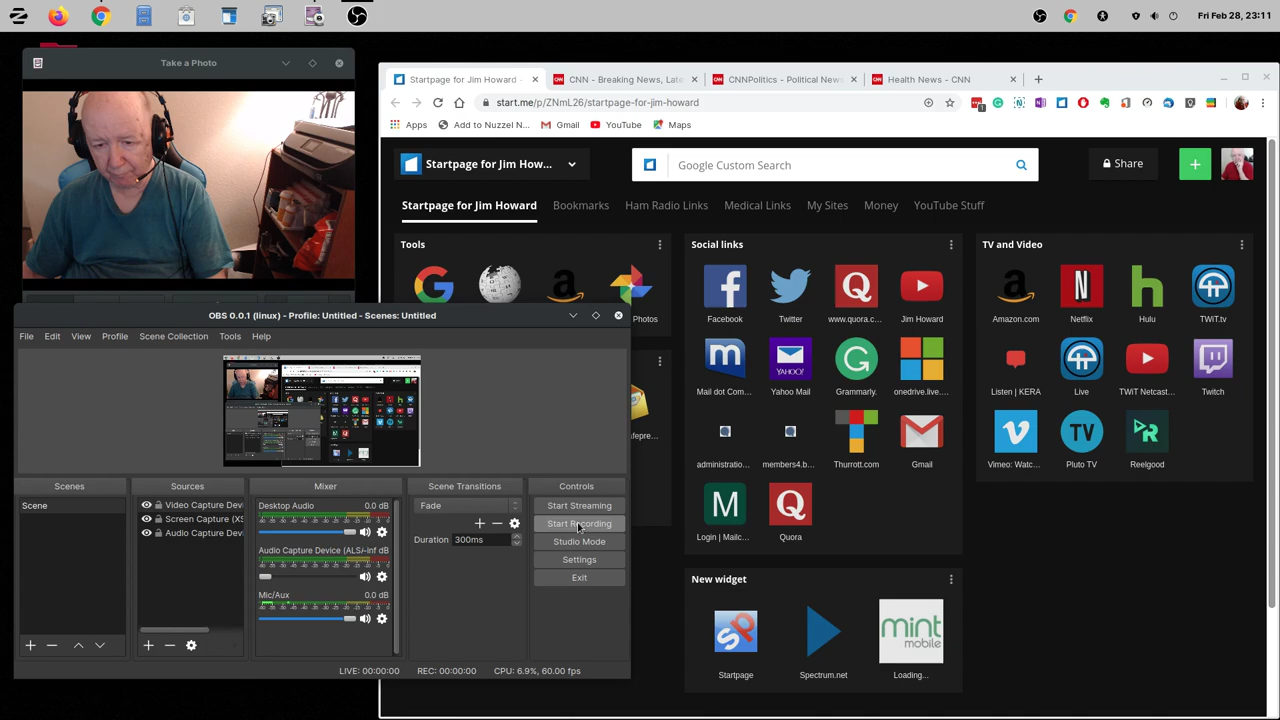 Fri Feb 28, 23:11
Take a Photo
Startpage for Jim Howard -
CNN - Breaking News, Late
CNNPolitics - Political News
Health News - CNN
start.me/p/ZNmL26/startpage-for-jim-howard
Apps
Add to Nuzzel N...
Gmail
YouTube
Maps
Startpage for Jim How...
Google Custom Search
Share
Startpage for Jim Howard
Bookmarks
Ham Radio Links
Medical Links
My Sites
Money
YouTube Stuff
Tools
Photos
Social links
Facebook
Twitter
www.quora.c...
Jim Howard
Mail dot Com...
Yahoo Mail
Grammarly.
onedrive.live....
administratio...
members4.b...
Thurrott.com
Gmail
Login | Mailc...
Quora
TV and Video
Amazon.com
Netflix
Hulu
TWiT.tv
Listen | KERA
Live
TWiT Netcast...
Twitch
Vimeo: Watc...
Pluto TV
Reelgood
New widget
Startpage
Spectrum.net
mint
mobile
Loading...
OBS 0.0.1 (linux) - Profile: Untitled - Scenes: Untitled
File
Edit
View
Profile
Scene Collection
Tools
Help
Scenes
Sources
Mixer
Scene Transitions
Controls
Scene
Video Capture Devi
Screen Capture (XS
Audio Capture Devi
Desktop Audio
0.0 dB
Audio Capture Device (ALS/-inf dB
Mic/Aux
0.0 dB
Fade
Duration
300ms
Start Streaming
Start Recording
Studio Mode
Settings
Exit
LIVE: 00:00:00
REC: 00:00:00
CPU: 6.9%, 60.00 fps